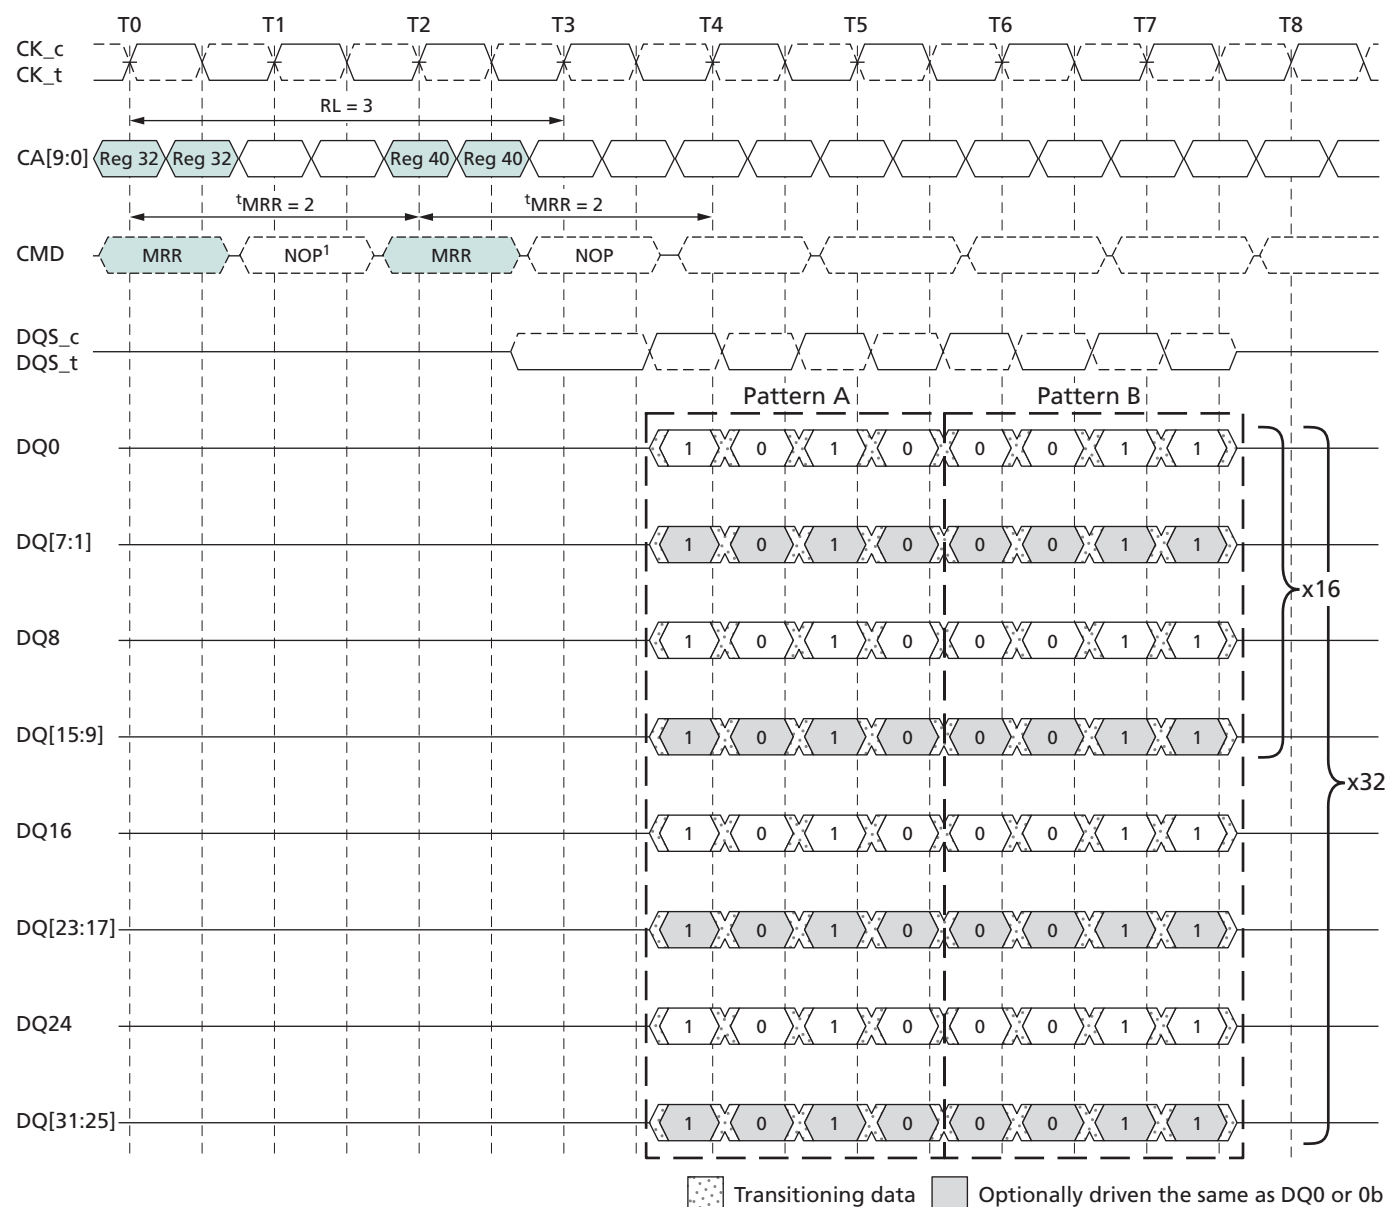 T0 T1 T2 T3 T4 T5 T6 T7 T8
CK_c
CK_t
RL = 3
CA[9:0] Reg 32 Reg 32 Reg 40 Reg 40
tMRR = 2 tMRR = 2
CMD MRR NOP1 MRR NOP
DQS_c
DQS_t
Pattern A Pattern B
DQ0 1 0 1 0 0 0 1 1
DQ[7:1] 1 0 1 0 0 0 1 1
x16
DQ8 1 0 1 0 0 0 1 1
DQ[15:9] 1 0 1 0 0 0 1 1
x32
DQ16 1 0 1 0 0 0 1 1
DQ[23:17] 1 0 1 0 0 0 1 1
DQ24 1 0 1 0 0 0 1 1
DQ[31:25] 1 0 1 0 0 0 1 1
Transitioning data Optionally driven the same as DQ0 or 0b